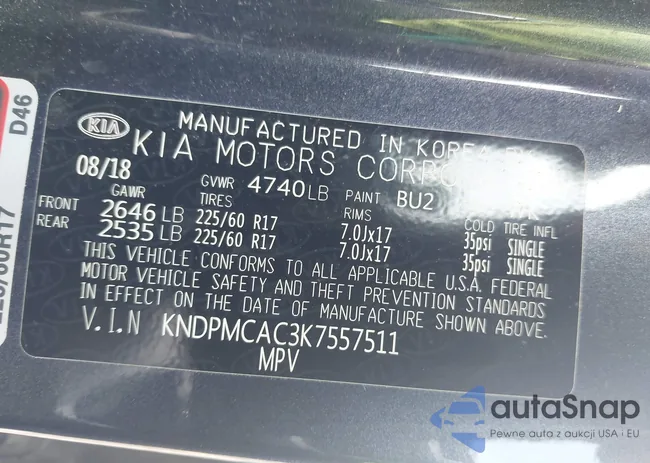 KIA
MANUFACTURED IN KOREA
KIA MOTORS CORPO
08/18
GVWR 4740 LB
PAINT BU2
GAWR TIRES RIMS COLD TIRE INFL
FRONT 2646 LB 225/60 R17 7.0Jx17 35psi SINGLE
REAR 2535 LB 225/60 R17 7.0Jx17 35psi SINGLE
THIS VEHICLE CONFORMS TO ALL APPLICABLE U.S.A. FEDERAL
MOTOR VEHICLE SAFETY AND THEFT PREVENTION STANDARDS
IN EFFECT ON THE DATE OF MANUFACTURE SHOWN ABOVE.
V.I.N KNDPMCAC3K7557511
MPV
D46
autaSnap
Pewne auta z aukcji USA i EU